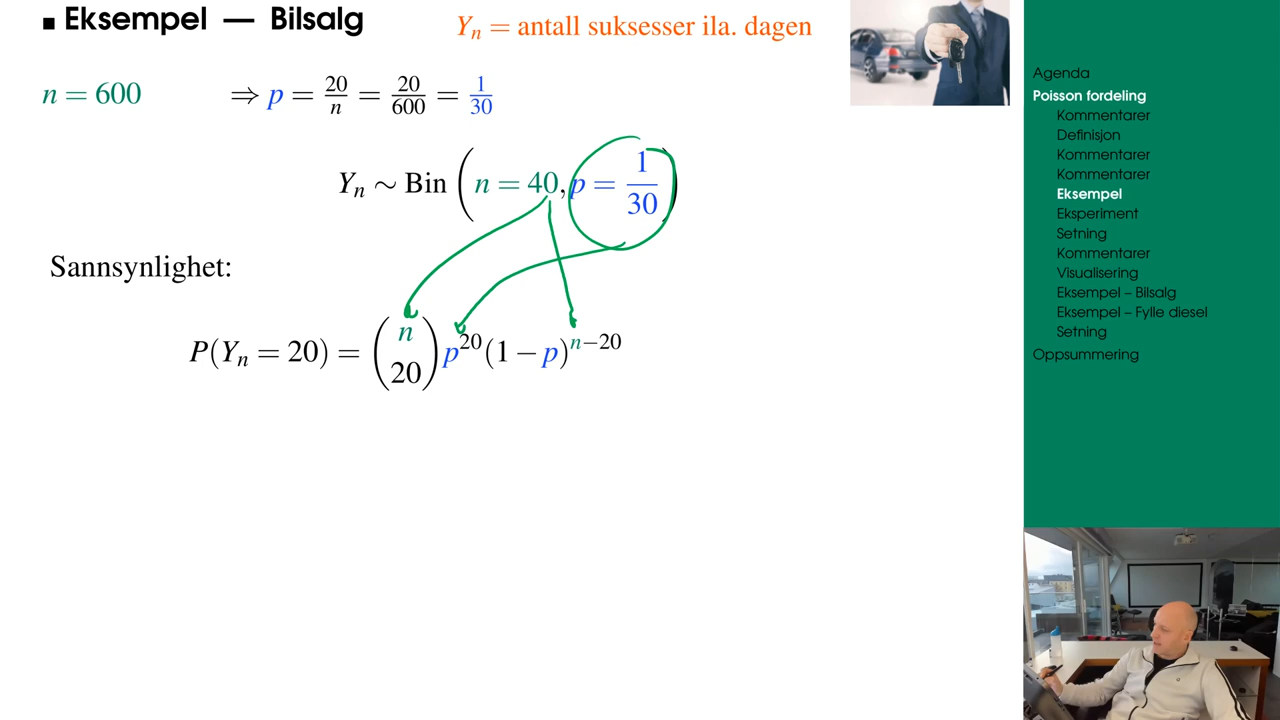 Eksempel — Bilsalg
Yₙ = antall suksesser ila. dagen
n = 600 ⇒ p = 20/n = 20/600 = 1/30
Yₙ ∼ Bin (n = 40, p = 1/30)
Sannsynlighet:
P(Yₙ = 20) = (n 20) p²⁰(1 − p)ⁿ⁻²⁰
Agenda
Poisson fordeling
Kommentarer
Definisjon
Kommentarer
Kommentarer
Eksempel
Eksperiment
Setning
Kommentarer
Visualisering
Eksempel – Bilsalg
Eksempel – Fylle diesel
Setning
Oppsummering